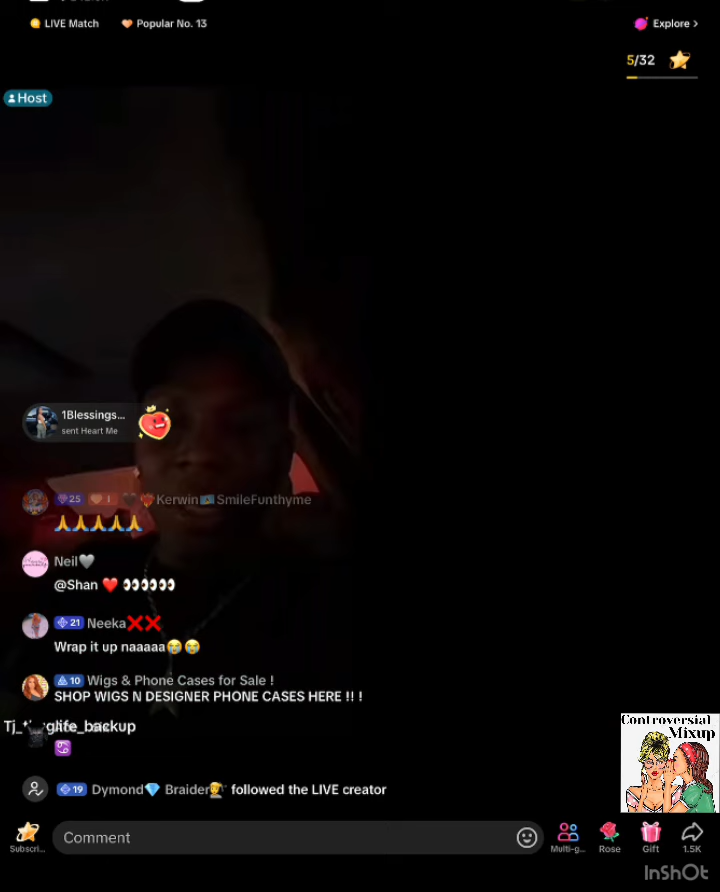 LIVE Match
Popular No. 13
Explore >
5/32
Host
1Blessings...
sent Heart Me
25 I Kerwin SmileFunthyme
🙏🙏🙏🙏🙏
Neil🩶
@Shan ❤️ 👀👀👀👀👀👀
21 Neeka❌❌
Wrap it up naaaaa😭😭
10 Wigs & Phone Cases for Sale !
SHOP WIGS N DESIGNER PHONE CASES HERE !! !
♋
19 Dymond💎 Braider followed the LIVE creator
Controversial
Mixup
Comment
Subscri...
Multi-g...
Rose
Gift
1.5K
InShOt